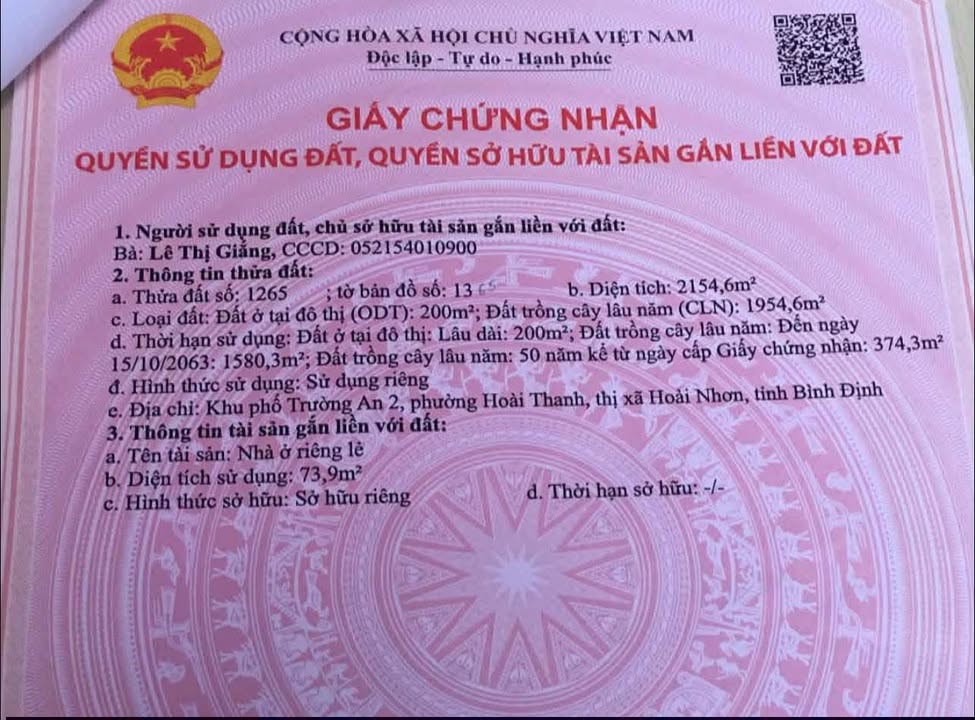 CỘNG HÒA XÃ HỘI CHỦ NGHĨA VIỆT NAM
Độc lập - Tự do - Hạnh phúc
GIẤY CHỨNG NHẬN
QUYỀN SỬ DỤNG ĐẤT, QUYỀN SỞ HỮU TÀI SẢN GẮN LIỀN VỚI ĐẤT
1. Người sử dụng đất, chủ sở hữu tài sản gắn liền với đất:
Bà: Lê Thị Giảng, CCCD: 052154010900
2. Thông tin thửa đất:
a. Thửa đất số: 1265 ; tờ bản đồ số: 13 b. Diện tích: 2154,6m²
c. Loại đất: Đất ở tại đô thị (ODT): 200m²; Đất trồng cây lâu năm (CLN): 1954,6m²
d. Thời hạn sử dụng: Đất ở tại đô thị: Lâu dài: 200m²; Đất trồng cây lâu năm: Đến ngày
15/10/2063: 1580,3m²; Đất trồng cây lâu năm: 50 năm kể từ ngày cấp Giấy chứng nhận: 374,3m²
đ. Hình thức sử dụng: Sử dụng riêng
e. Địa chỉ: Khu phố Trường An 2, phường Hoài Thanh, thị xã Hoài Nhơn, tỉnh Bình Định
3. Thông tin tài sản gắn liền với đất:
a. Tên tài sản: Nhà ở riêng lẻ
b. Diện tích sử dụng: 73,9m²
c. Hình thức sở hữu: Sở hữu riêng d. Thời hạn sở hữu: -/-